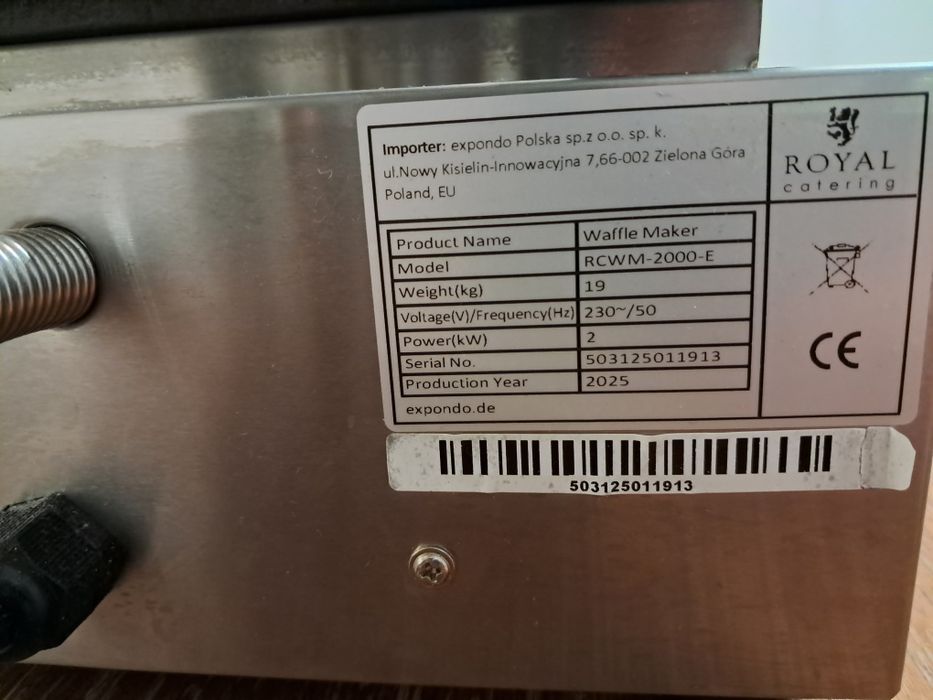 Importer: expondo Polska sp.z o.o. sp. k.
ul.Nowy Kisielin-Innowacyjna 7,66-002 Zielona Góra
Poland, EU
ROYAL
catering
Product Name Waffle Maker
Model RCWM-2000-E
Weight(kg) 19
Voltage(V)/Frequency(Hz) 230~/50
Power(kW) 2
Serial No. 503125011913
Production Year 2025
expondo.de
CE
503125011913